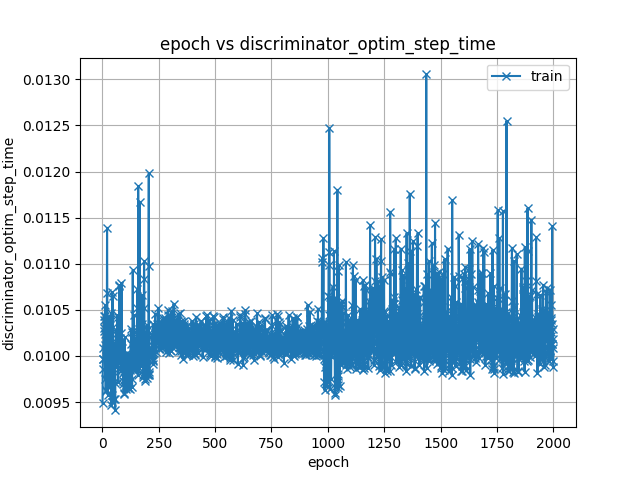 epoch vs discriminator_optim_step_time
train
discriminator_optim_step_time
0.0130
0.0125
0.0120
0.0115
0.0110
0.0105
0.0100
0.0095
0 250 500 750 1000 1250 1500 1750 2000
epoch